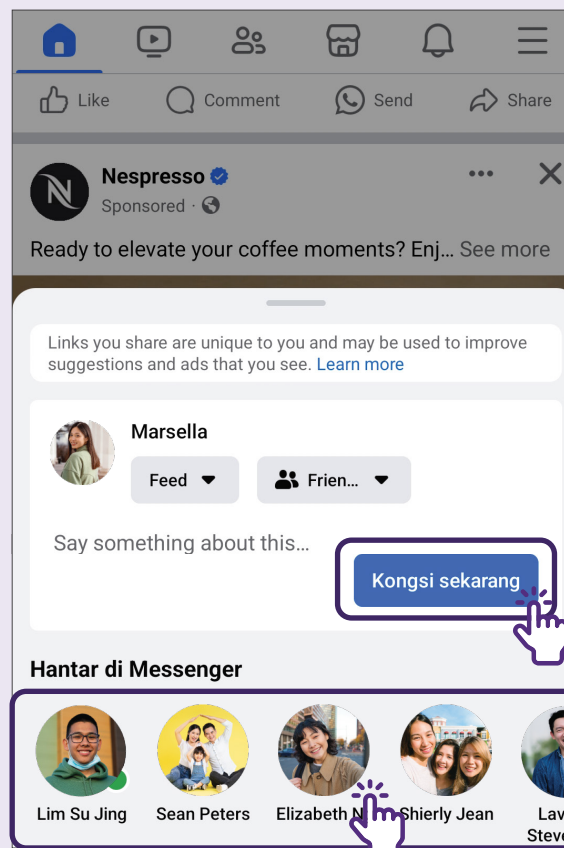 Like Comment Send Share
Nespresso
Sponsored ·
Ready to elevate your coffee moments? Enj... See more
Links you share are unique to you and may be used to improve
suggestions and ads that you see. Learn more
Marsella
Feed Frien...
Say something about this...
Kongsi sekarang
Hantar di Messenger
Lim Su Jing Sean Peters Elizabeth N Shierly Jean Lav
Steve